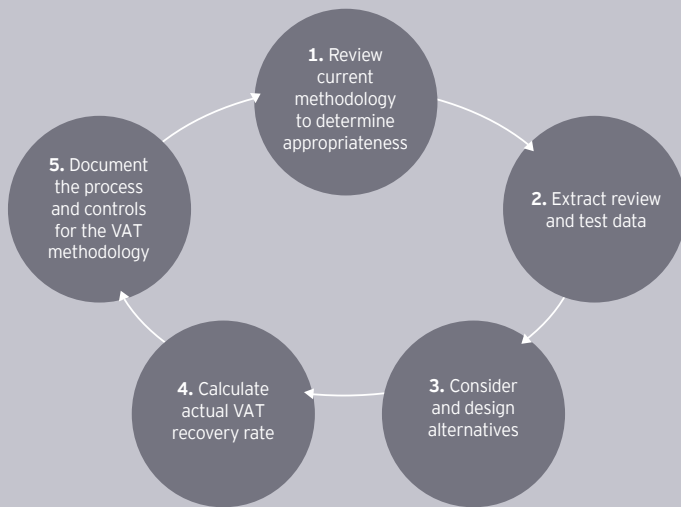 1. Review
current
methodology
to determine
appropriateness
2. Extract review
and test data
3. Consider
and design
alternatives
4. Calculate
actual VAT
recovery rate
5. Document
the process
and controls
for the VAT
methodology